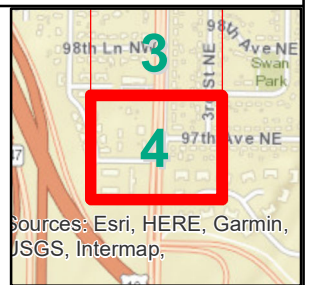 98th Ln NW
3
98th Ave NE
Swan
Park
3rd St NE
4
97th Ave NE
Sources: Esri, HERE, Garmin,
USGS, Intermap,